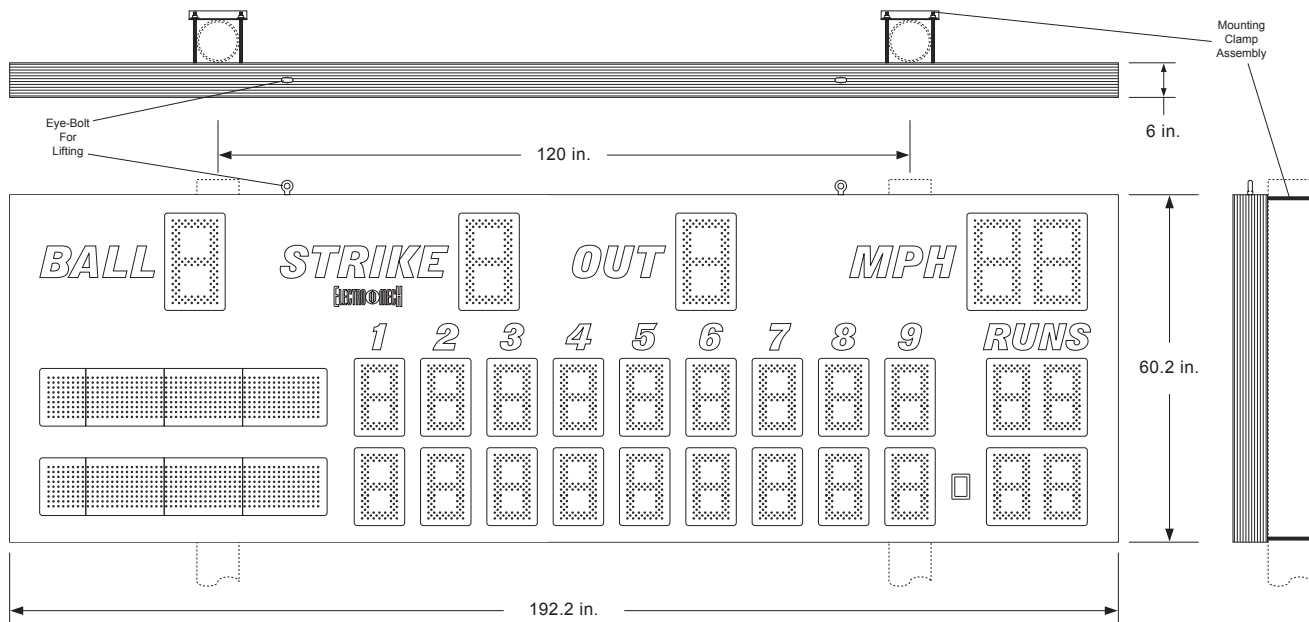 Mounting
Clamp
Assembly
6 in.
Eye-Bolt
For
Lifting
120 in.
BALL STRIKE OUT MPH
ELECTRO-MECH
1 2 3 4 5 6 7 8 9 RUNS
60.2 in.
192.2 in.